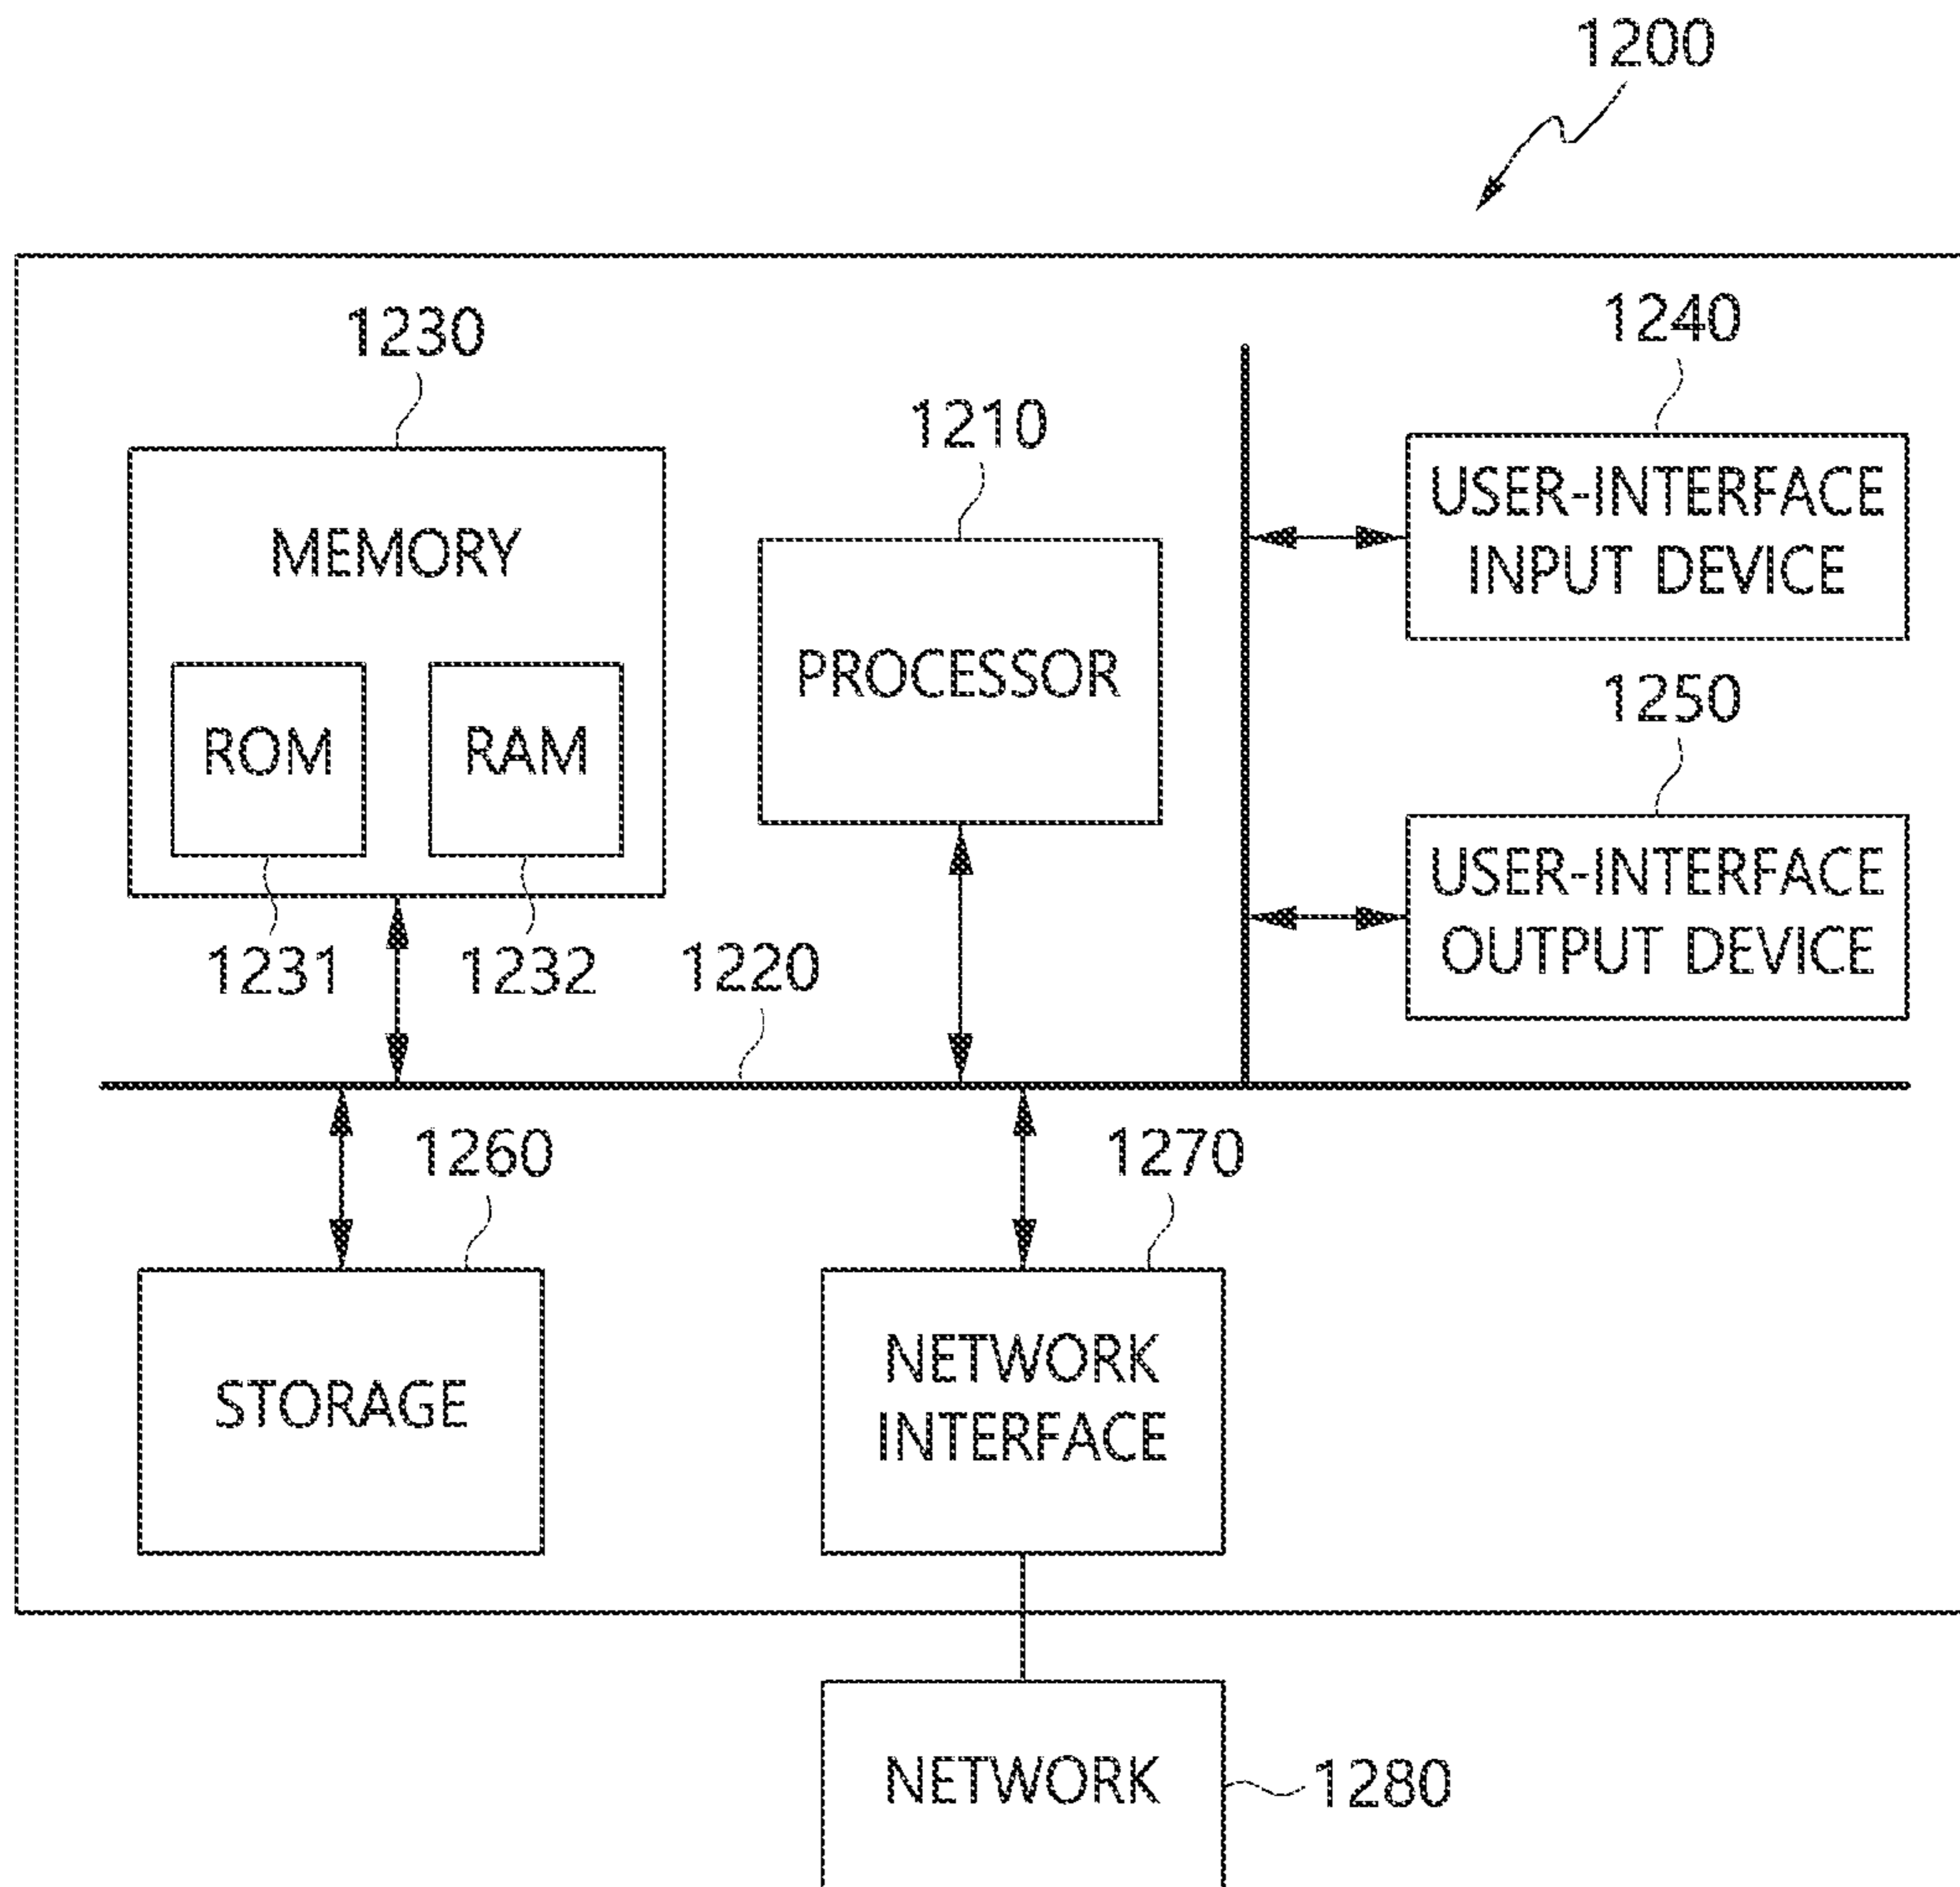 1200
1230
1240
1210
USER-INTERFACE
INPUT DEVICE
MEMORY
PROCESSOR
ROM
RAM
1250
USER-INTERFACE
OUTPUT DEVICE
1231
1232
1220
1260
1270
STORAGE
NETWORK
INTERFACE
NETWORK
1280